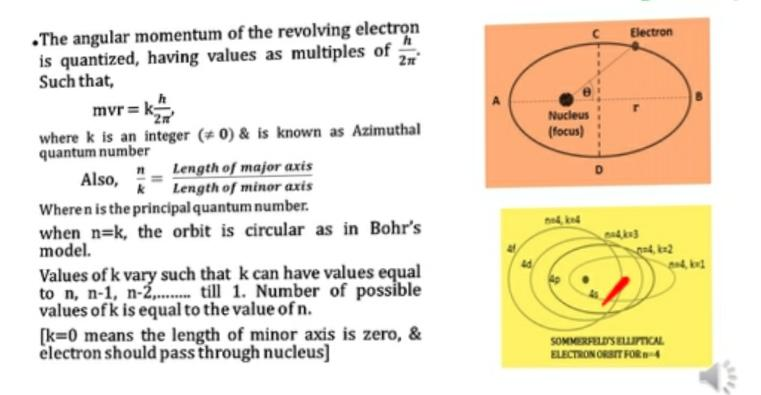 •The angular momentum of the revolving electron
is quantized, having values as multiples of h/2π.
Such that,
mvr = k h/2π,
where k is an integer (≠ 0) & is known as Azimuthal
quantum number
Also, n/k = Length of major axis/Length of minor axis
Where n is the principal quantum number.
when n=k, the orbit is circular as in Bohr's
model.
Values of k vary such that k can have values equal
to n, n-1, n-2,........ till 1. Number of possible
values of k is equal to the value of n.
[k=0 means the length of minor axis is zero, &
electron should pass through nucleus]
C
Electron
A
θ
B
Nucleus
(focus)
r
D
n=4, k=4
n=4,k=3
n=4, k=2
n=4, k=1
4f
4d
4p
4s
SOMMERFELD'S ELLIPTICAL
ELECTRON ORBIT FOR n=4